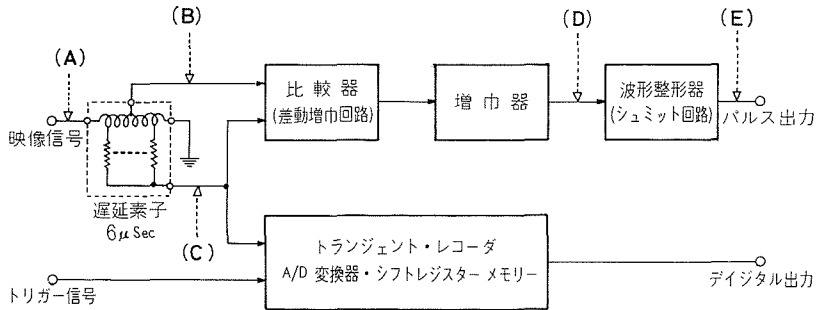 (A)
(B)
(D)
(E)
比較器
(差動増巾回路)
増巾器
波形整形器
(シュミット回路)
映像信号
パルス出力
遅延素子
6μSec
(C)
トランジェント・レコーダ
A/D 変換器・シフトレジスター メモリー
トリガー信号
デイジタル出力